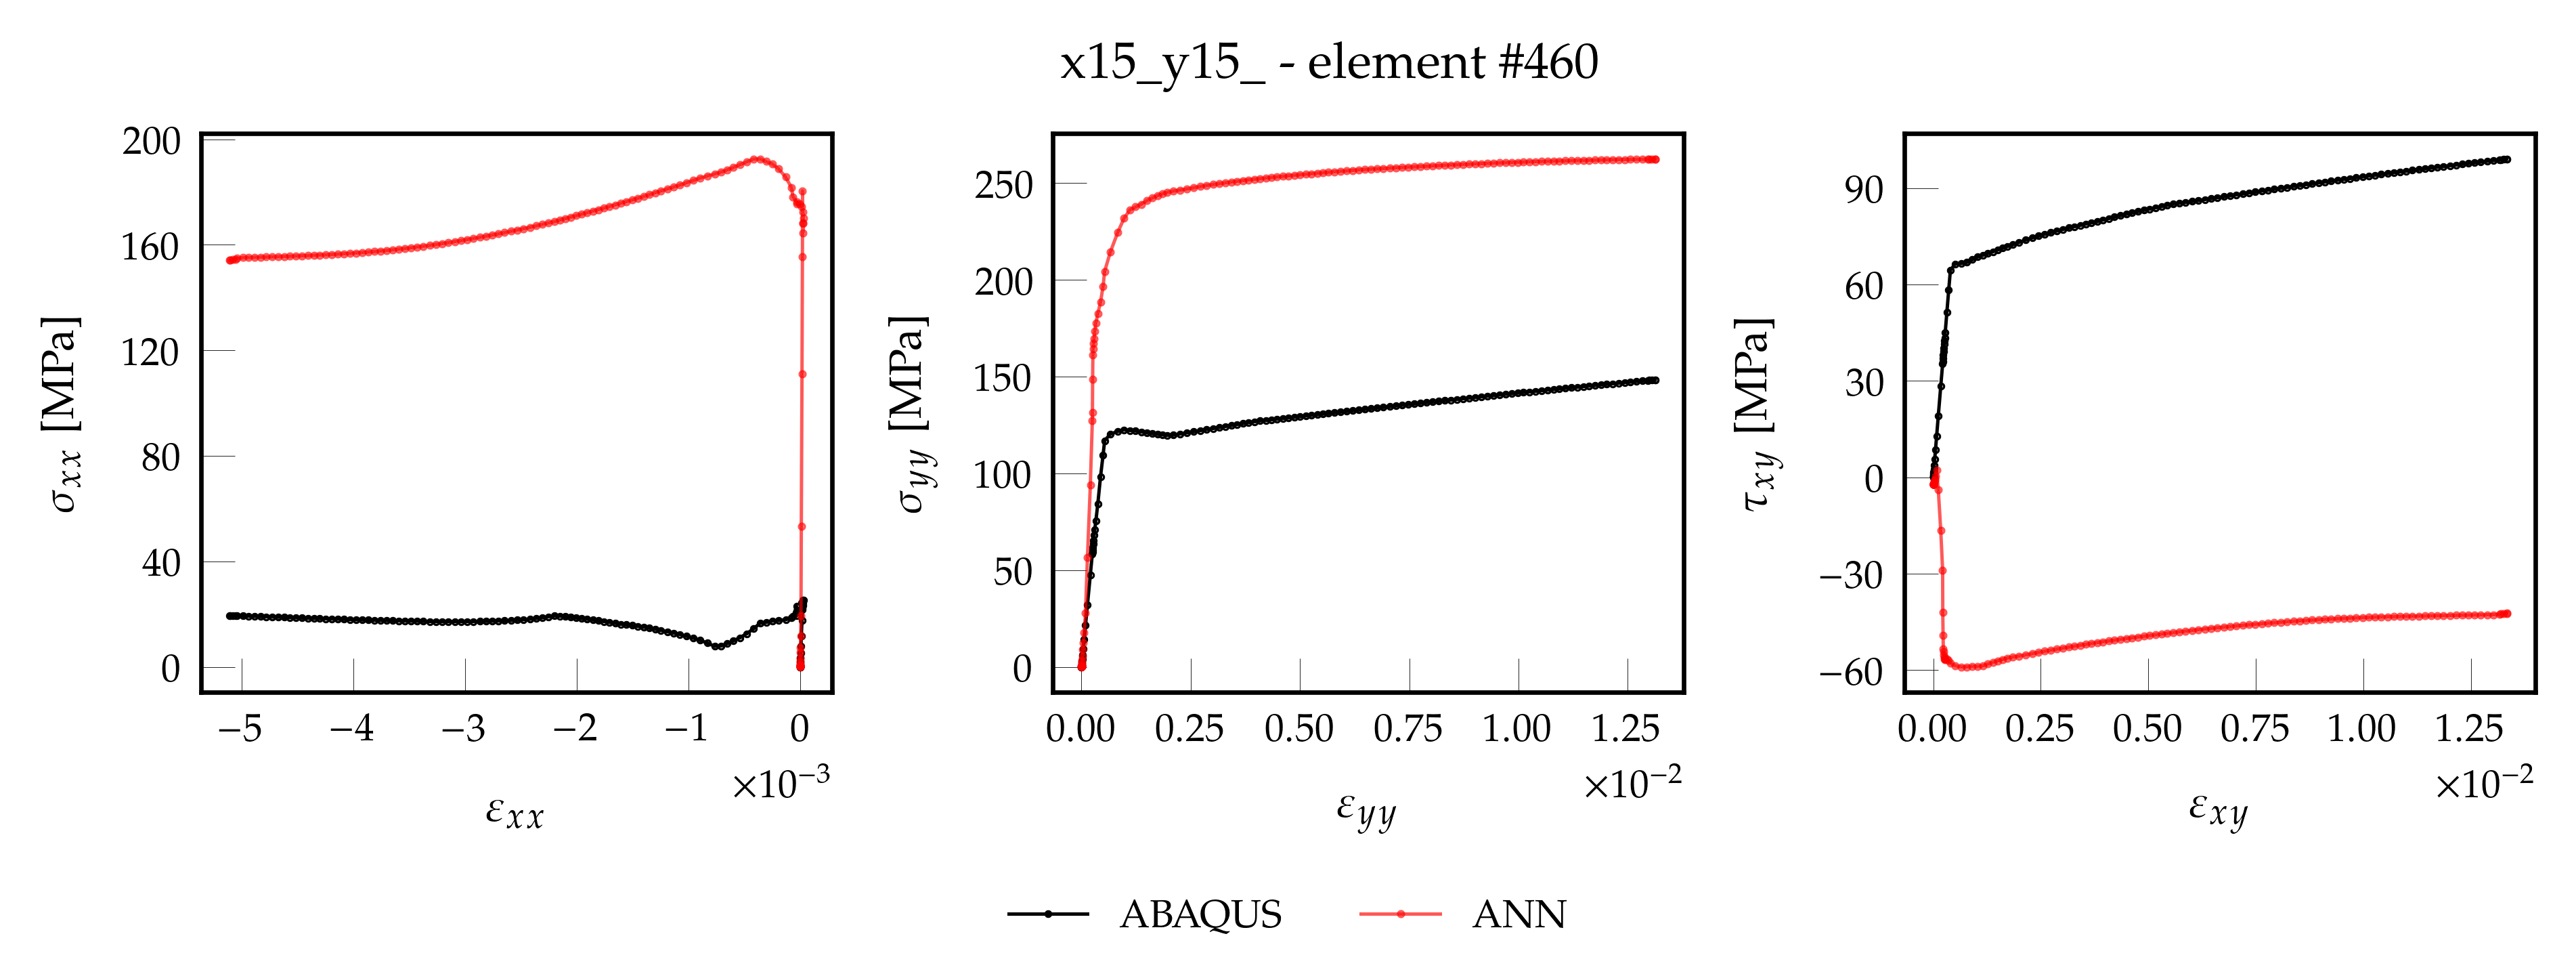 x15_y15_ - element #460
σxx [MPa]
200
160
120
80
40
0
−5 −4 −3 −2 −1 0
×10−3
εxx
σyy [MPa]
250
200
150
100
50
0
0.00 0.25 0.50 0.75 1.00 1.25
×10−2
εyy
τxy [MPa]
90
60
30
0
−30
−60
0.00 0.25 0.50 0.75 1.00 1.25
×10−2
εxy
ABAQUS ANN